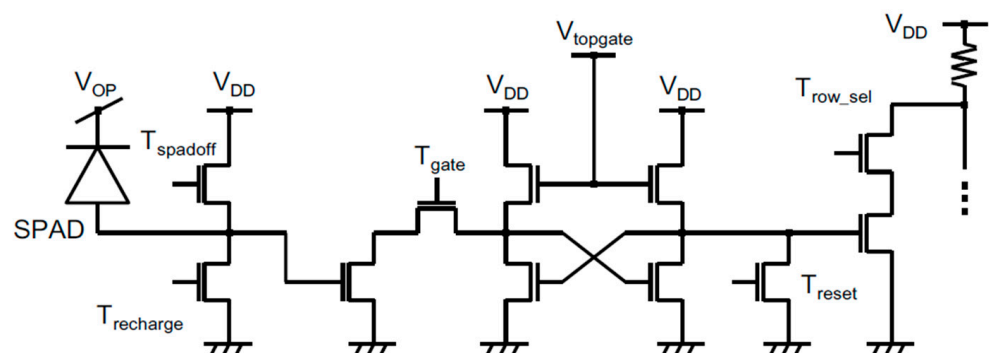 V_OP
V_DD
T_spadoff
SPAD
T_recharge
T_gate
V_DD
V_topgate
V_DD
T_reset
T_row_sel
V_DD